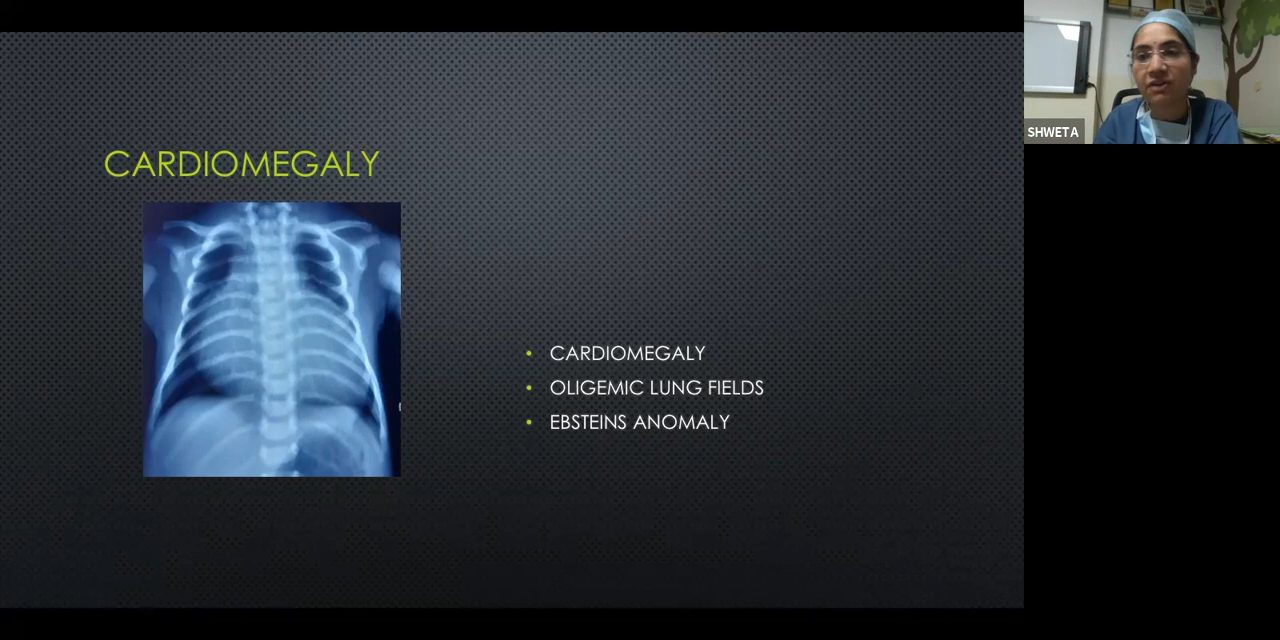 CARDIOMEGALY
CARDIOMEGALY
OLIGEMIC LUNG FIELDS
EBSTEINS ANOMALY
SHWETA